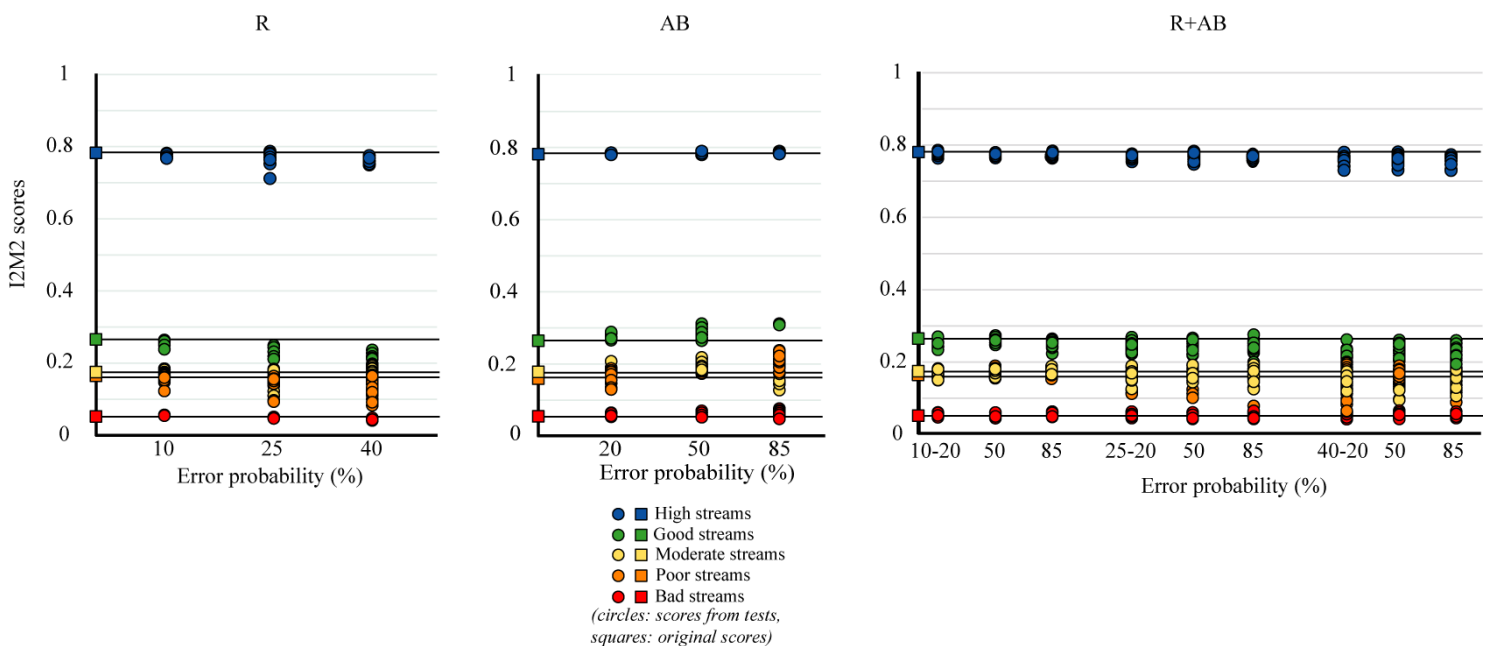 R
AB
R+AB
I2M2 scores
1
0.8
0.6
0.4
0.2
0
10
25
40
Error probability (%)
1
0.8
0.6
0.4
0.2
0
20
50
85
Error probability (%)
1
0.8
0.6
0.4
0.2
0
10-20
50
85
25-20
50
85
40-20
50
85
Error probability (%)
High streams
Good streams
Moderate streams
Poor streams
Bad streams
(circles: scores from tests,
squares: original scores)